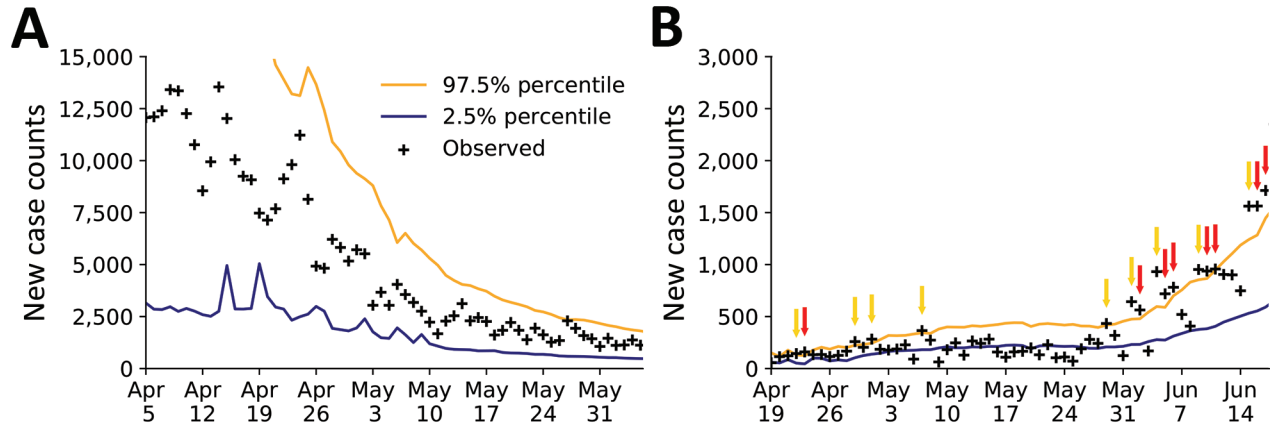 A
New case counts
15,000
12,500
10,000
7,500
5,000
2,500
0
97.5% percentile
2.5% percentile
Observed
Apr 5
Apr 12
Apr 19
Apr 26
May 3
May 10
May 17
May 24
May 31
B
New case counts
3,000
2,500
2,000
1,500
1,000
500
0
Apr 19
Apr 26
May 3
May 10
May 17
May 24
May 31
Jun 7
Jun 14